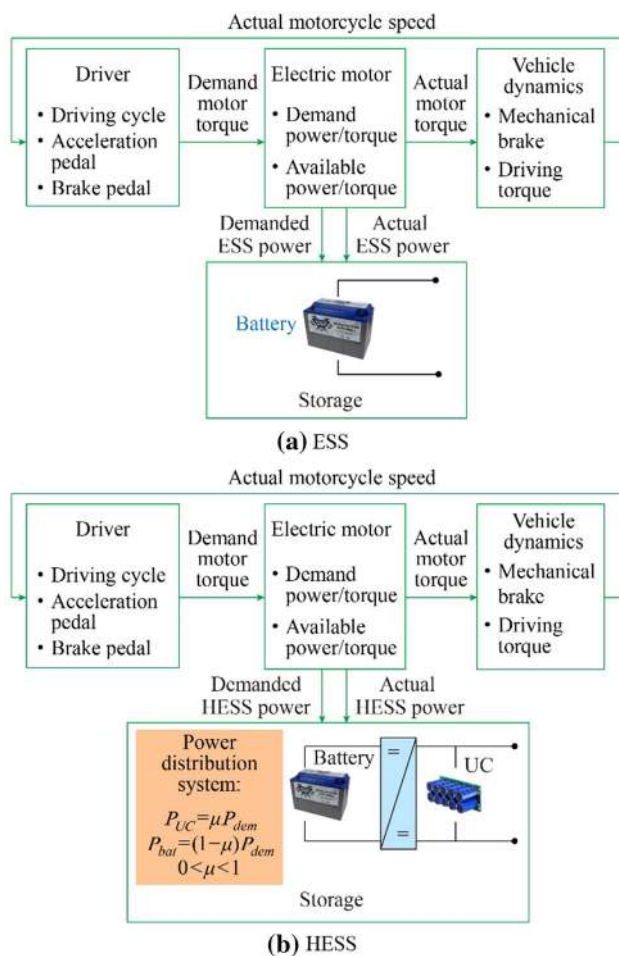 Actual motorcycle speed
Driver
• Driving cycle
• Acceleration
pedal
• Brake pedal
Demand
motor
torque
Electric motor
• Demand
power/torque
• Available
power/torque
Actual
motor
torque
Vehicle
dynamics
• Mechanical
brake
• Driving
torque
Demanded
ESS power
Actual
ESS power
Battery
Storage
(a) ESS
Actual motorcycle speed
Driver
• Driving cycle
• Acceleration
pedal
• Brake pedal
Demand
motor
torque
Electric motor
• Demand
power/torque
• Available
power/torque
Actual
motor
torque
Vehicle
dynamics
• Mechanical
brake
• Driving
torque
Demanded
HESS power
Actual
HESS power
Power
distribution
system:
P_UC=μP_dem
P_bat=(1−μ)P_dem
0<μ<1
Battery
=
=
UC
Storage
(b) HESS